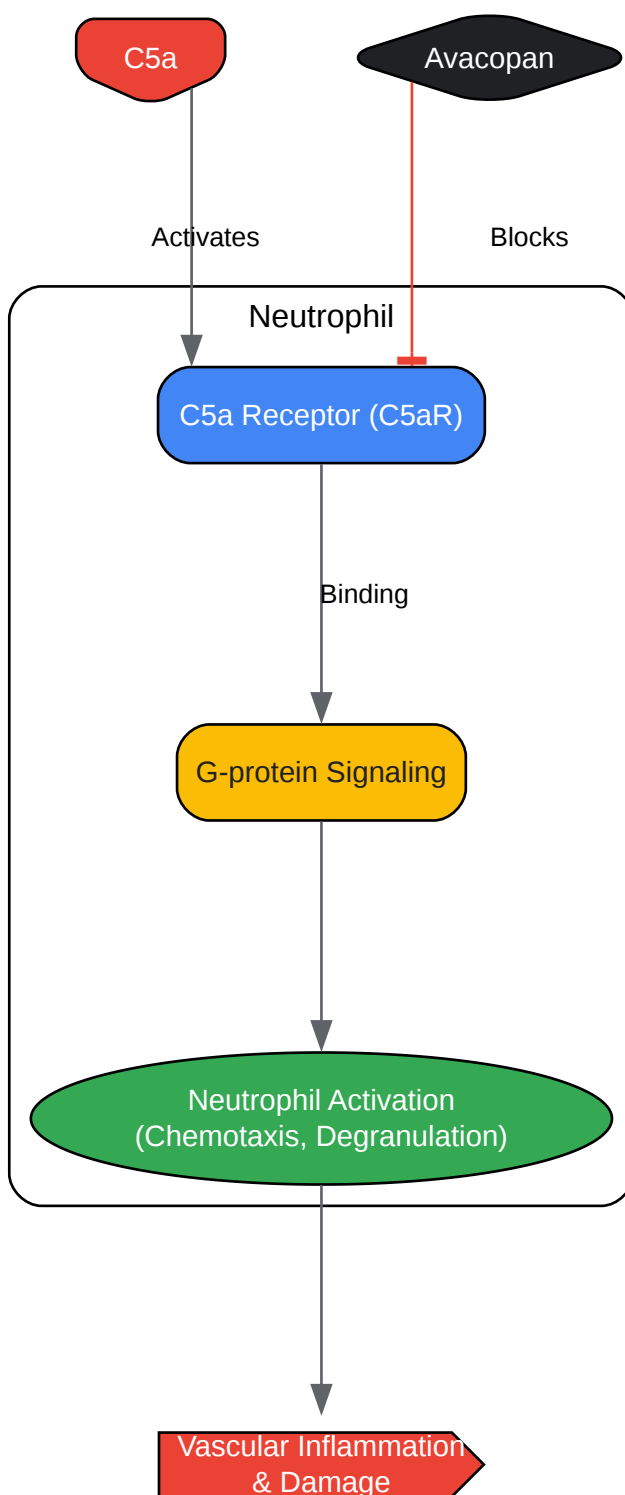 C5a
Avacopan
Activates
Blocks
Neutrophil
C5a Receptor (C5aR)
Binding
G-protein Signaling
Neutrophil Activation
(Chemotaxis, Degranulation)
Vascular Inflammation
& Damage